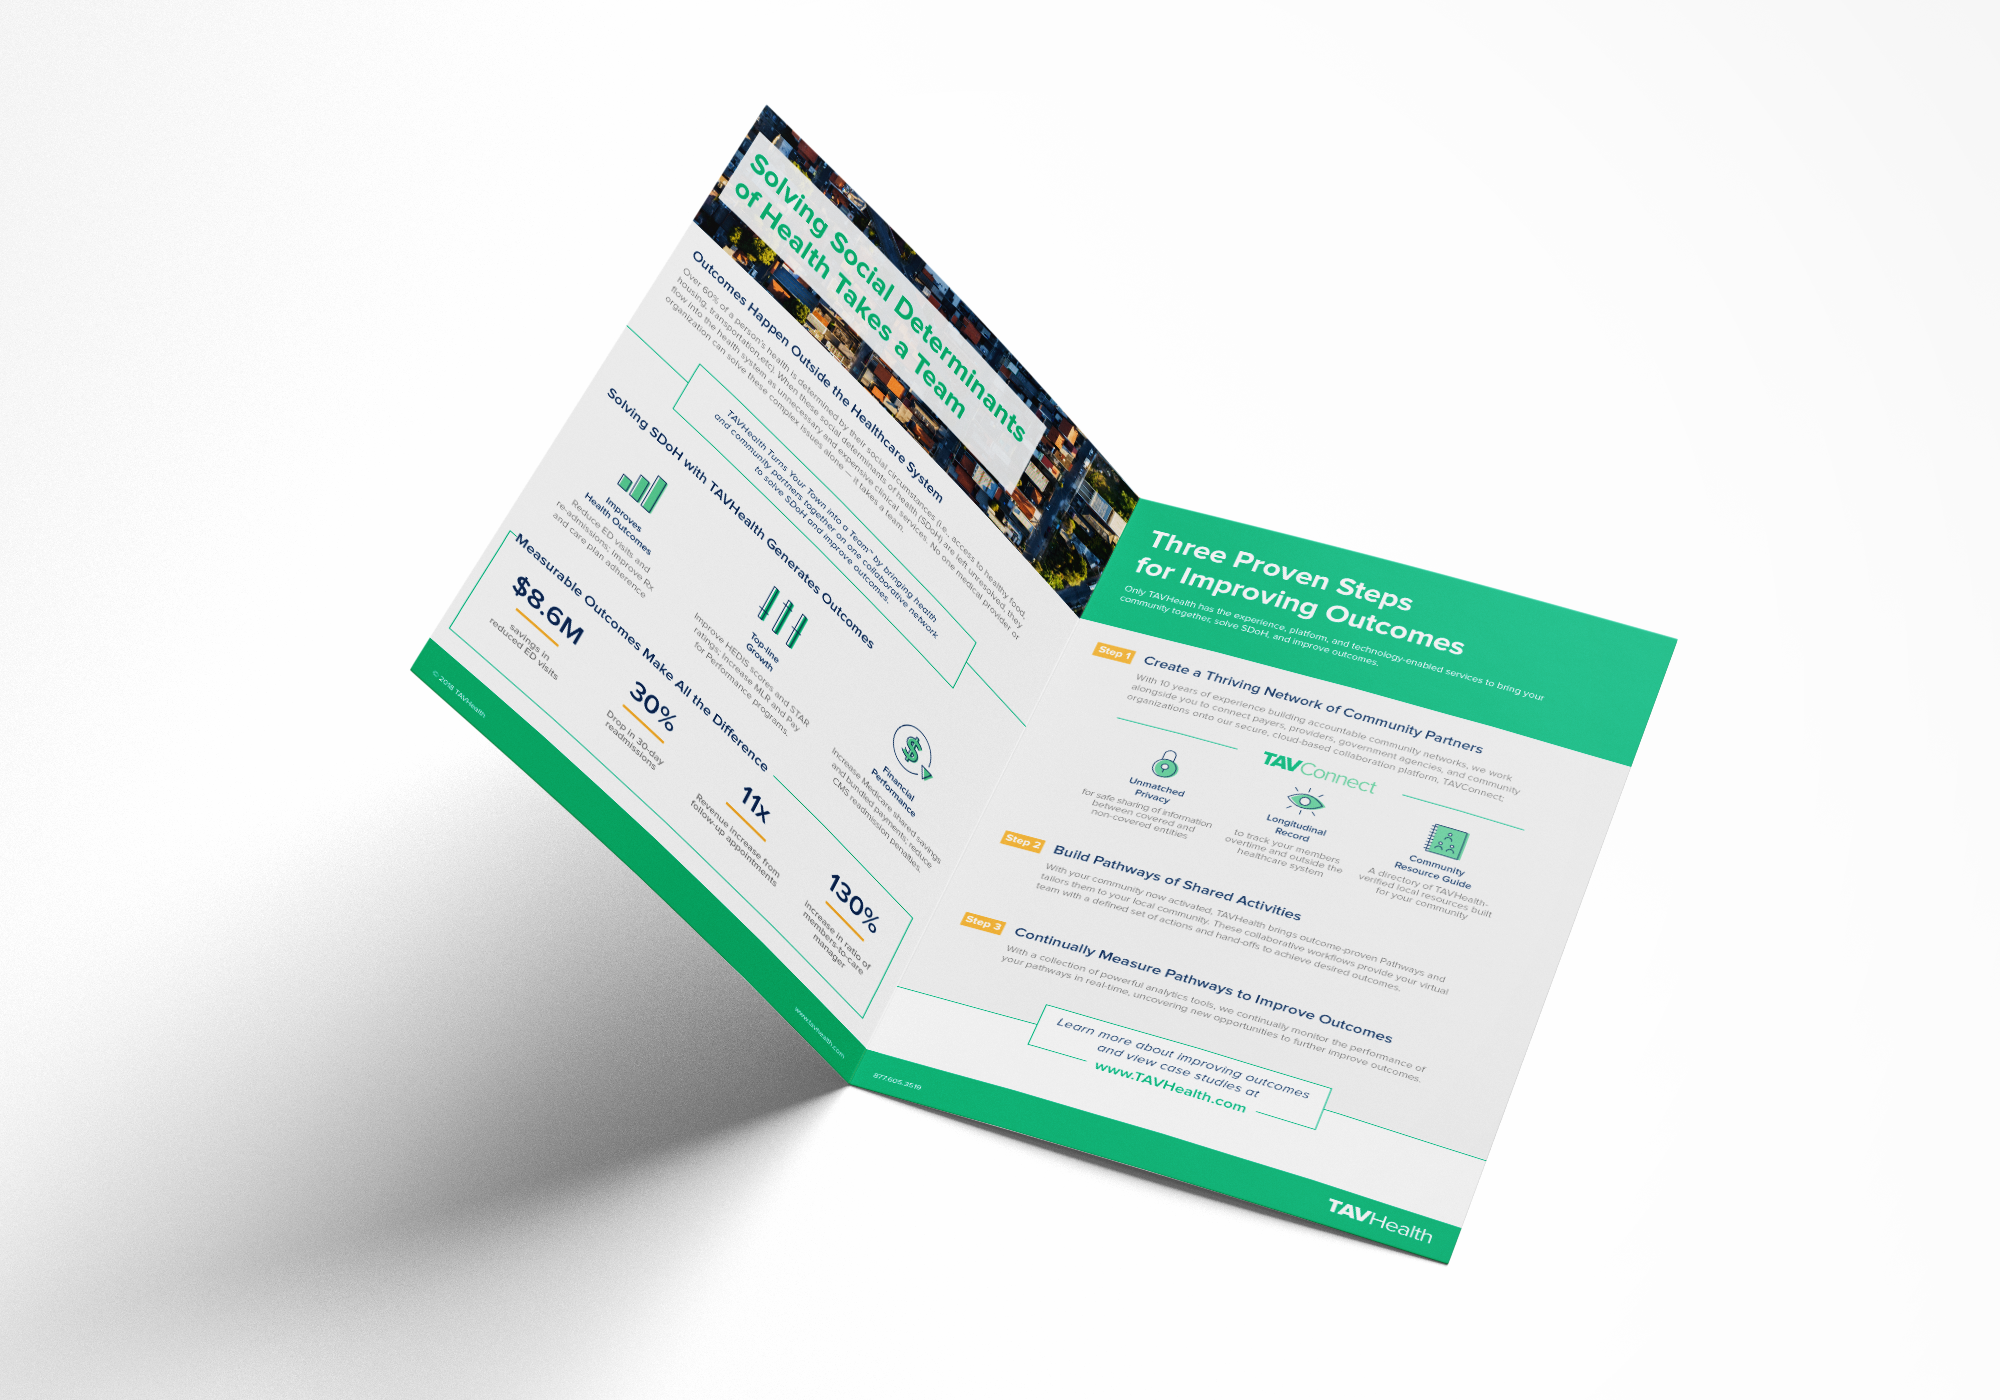 Solving Social Determinants
of Health Takes a Team
Outcomes Happen Outside the Healthcare System
Over 60% of a person's health is determined by their social circumstances (i.e., access to healthy food,
housing, transportation,etc). When these social determinants of health (SDoH) are left unresolved, they
flow into the health system as unnecessary and expensive clinical services. No one medical provider or
organization can solve these complex issues alone — it takes a team.
TAVHealth Turns Your Town into a Team™ by bringing health
and community partners together on one collaborative network
to solve SDoH and improve outcomes.
Solving SDoH with TAVHealth Generates Outcomes
Improves
Health Outcomes
Reduce ED visits and
re-admissions; improve Rx
and care plan adherence
Top-line
Growth
Improve HEDIS scores and STAR
ratings; increase MLR and Pay
for Performance programs.
Financial
Performance
Increase Medicare shared savings
and bundled payments; reduce
CMS readmission penalties.
Measurable Outcomes Make All the Difference
$8.6M
savings in
reduced ED visits
30%
Drop in 30-day
readmissions
11x
Revenue increase from
follow-up appointments
130%
increase in ratio of
members-to-care
manager
© 2018 TAVHealth
www.tavhealth.com
Three Proven Steps
for Improving Outcomes
Only TAVHealth has the experience, platform, and technology-enabled services to bring your
community together, solve SDoH, and improve outcomes.
Step 1
Create a Thriving Network of Community Partners
With 10 years of experience building accountable community networks, we work
alongside you to connect payers, providers, government agencies, and community
organizations onto our secure, cloud-based collaboration platform, TAVConnect;
TAVConnect
Unmatched
Privacy
for safe sharing of information
between covered and
non-covered entities
Longitudinal
Record
to track your members
overtime and outside the
healthcare system
Community
Resource Guide
A directory of TAVHealth-
verified local resources built
for your community
Step 2
Build Pathways of Shared Activities
With your community now activated, TAVHealth brings outcome-proven Pathways and
tailors them to your local community. These collaborative workflows provide your virtual
team with a defined set of actions and hand-offs to achieve desired outcomes.
Step 3
Continually Measure Pathways to Improve Outcomes
With a collection of powerful analytics tools, we continually monitor the performance of
your pathways in real-time, uncovering new opportunities to further improve outcomes.
Learn more about improving outcomes
and view case studies at
www.TAVHealth.com
877.605.3519
TAVHealth